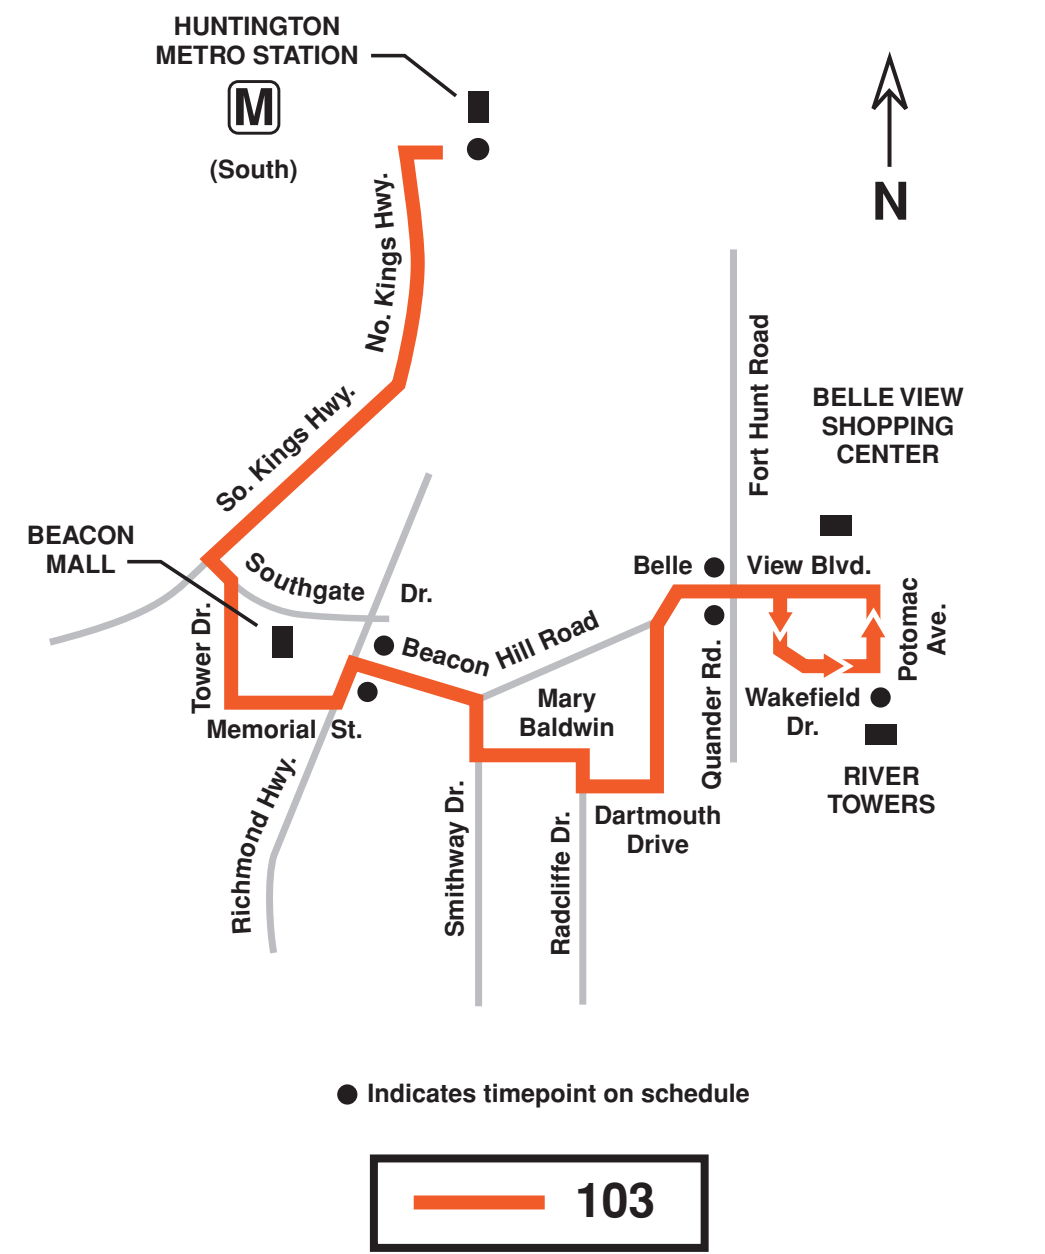 HUNTINGTON
METRO STATION
M
(South)
N
No. Kings Hwy.
So. Kings Hwy.
Fort Hunt Road
BELLE VIEW
SHOPPING
CENTER
BEACON
MALL
Southgate Dr.
Belle View Blvd.
Potomac
Ave.
Tower Dr.
Beacon Hill Road
Quander Rd.
Mary
Baldwin
Wakefield
Dr.
Memorial St.
RIVER
TOWERS
Richmond Hwy.
Smithway Dr.
Radcliffe Dr.
Dartmouth
Drive
Indicates timepoint on schedule
103